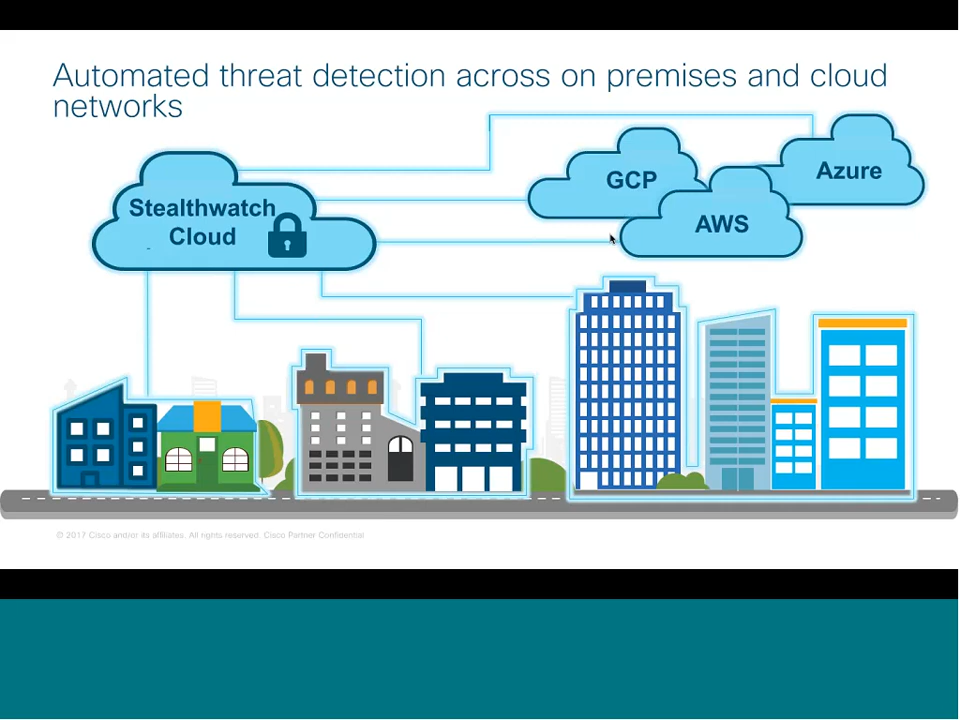 Automated threat detection across on premises and cloud
networks
Stealthwatch
Cloud
GCP
AWS
Azure
© 2017 Cisco and/or its affiliates. All rights reserved. Cisco Partner Confidential